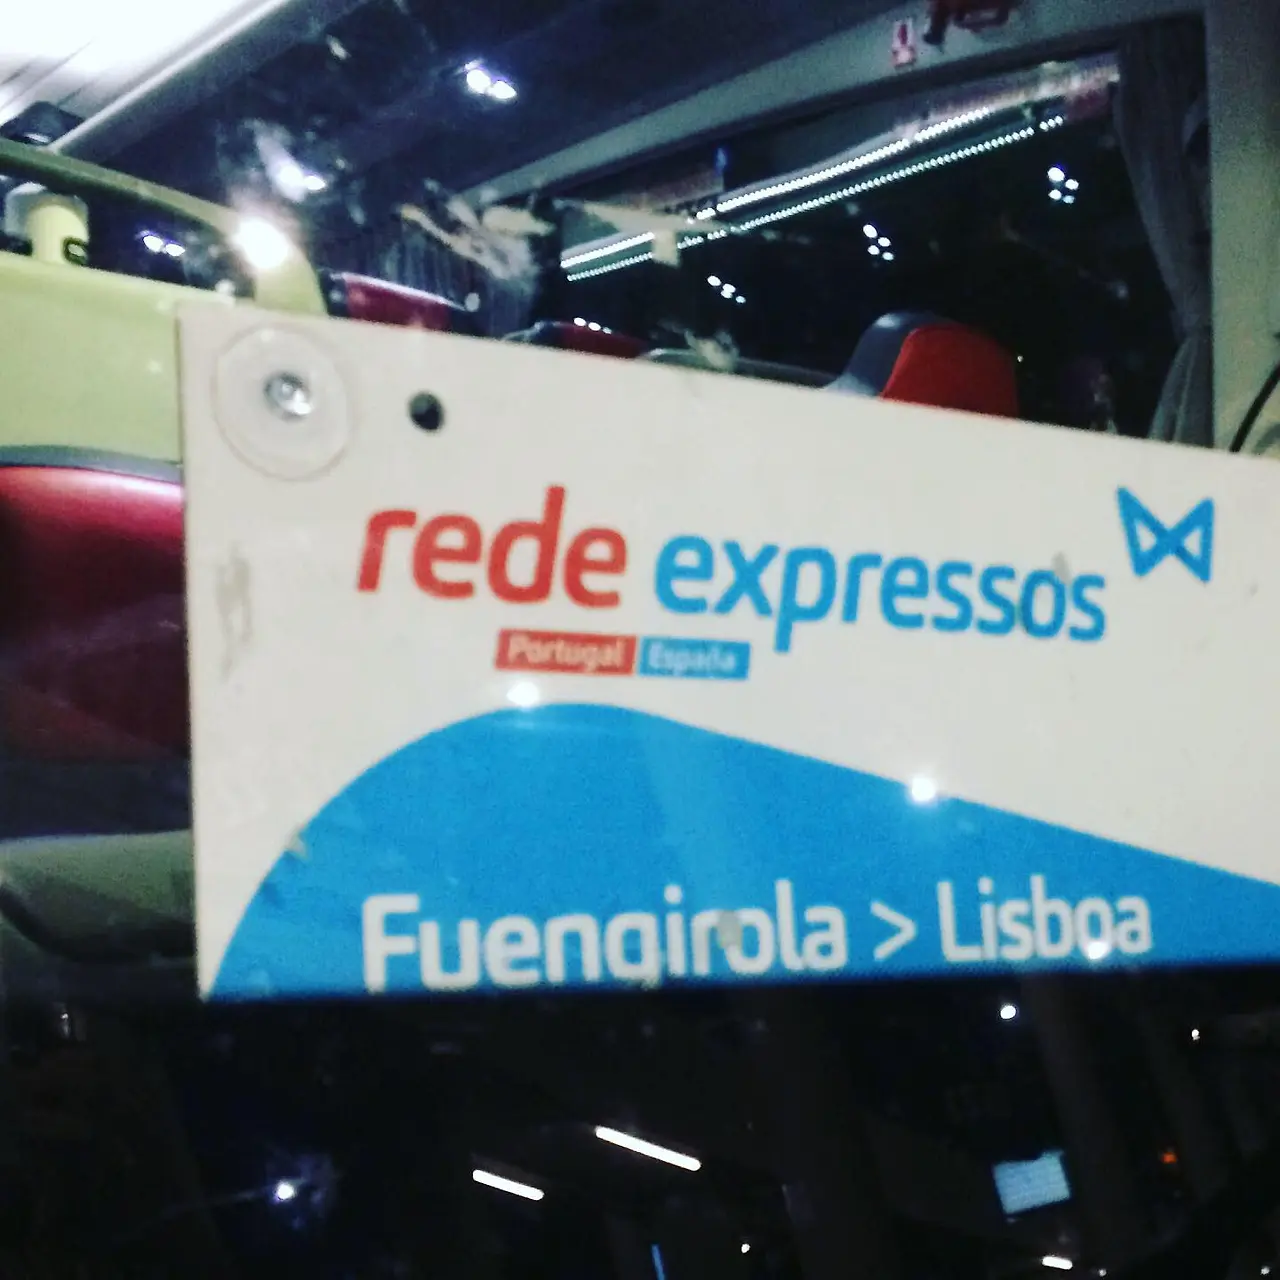 rede expressos
Portugal España
Fuengirola > Lisboa